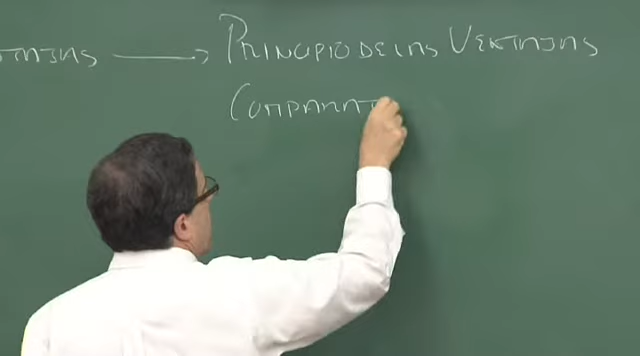 → Principio de las Ventajas
Comparat